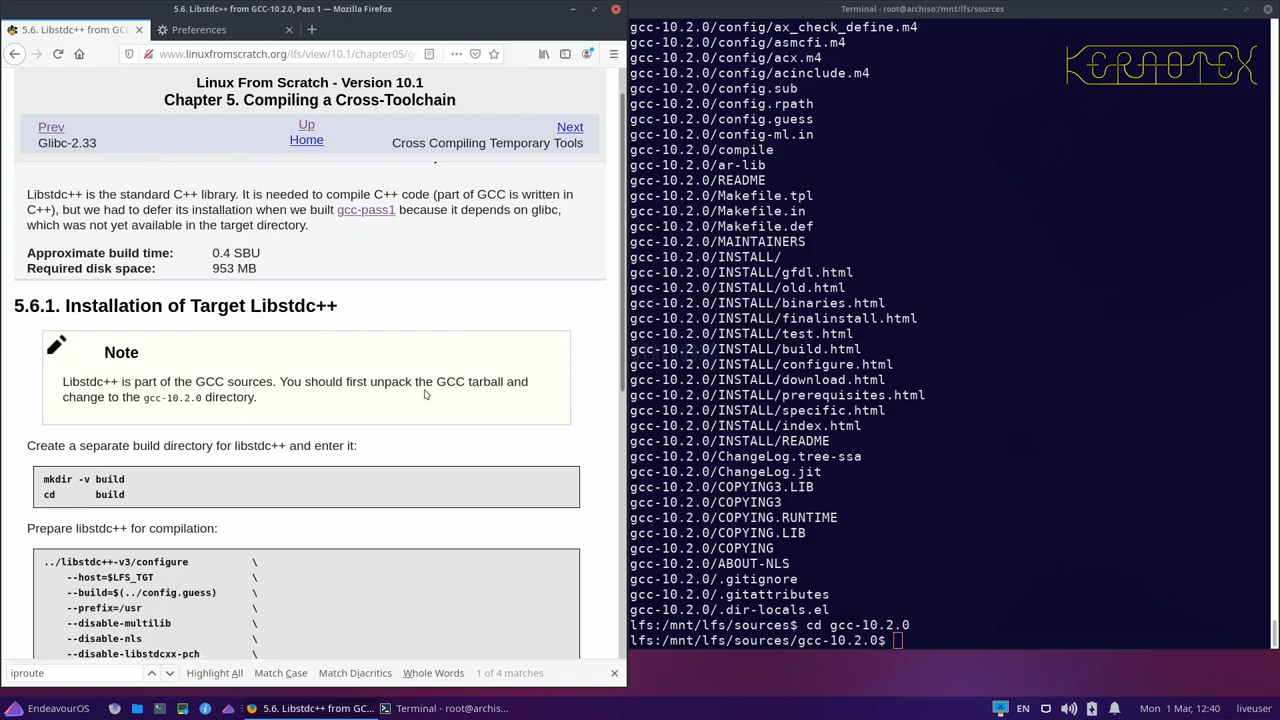 5.6. Libstdc++ from GCC-10.2.0, Pass 1 — Mozilla Firefox
Terminal - root@archiso:/mnt/lfs/sources
5.6. Libstdc++ from GCC-
Preferences
www.linuxfromscratch.org/lfs/view/10.1/chapter05/g
Linux From Scratch - Version 10.1
Chapter 5. Compiling a Cross-Toolchain
Prev
Up
Next
Glibc-2.33
Home
Cross Compiling Temporary Tools
Libstdc++ is the standard C++ library. It is needed to compile C++ code (part of GCC is written in
C++), but we had to defer its installation when we built gcc-pass1 because it depends on glibc,
which was not yet available in the target directory.
Approximate build time: 0.4 SBU
Required disk space: 953 MB
5.6.1. Installation of Target Libstdc++
Note
Libstdc++ is part of the GCC sources. You should first unpack the GCC tarball and
change to the gcc-10.2.0 directory.
Create a separate build directory for libstdc++ and enter it:
mkdir -v build
cd build
Prepare libstdc++ for compilation:
../libstdc++-v3/configure \
--host=$LFS_TGT \
--build=$(../config.guess) \
--prefix=/usr \
--disable-multilib \
--disable-nls \
--disable-libstdcxx-pch \
iproute
Highlight All
Match Case
Match Diacritics
Whole Words
1 of 4 matches
gcc-10.2.0/config/ax_check_define.m4
gcc-10.2.0/config/asmcfi.m4
gcc-10.2.0/config/acx.m4
gcc-10.2.0/config/acinclude.m4
gcc-10.2.0/config.sub
gcc-10.2.0/config.rpath
gcc-10.2.0/config.guess
gcc-10.2.0/config-ml.in
gcc-10.2.0/compile
gcc-10.2.0/ar-lib
gcc-10.2.0/README
gcc-10.2.0/Makefile.tpl
gcc-10.2.0/Makefile.in
gcc-10.2.0/Makefile.def
gcc-10.2.0/MAINTAINERS
gcc-10.2.0/INSTALL/
gcc-10.2.0/INSTALL/gfdl.html
gcc-10.2.0/INSTALL/old.html
gcc-10.2.0/INSTALL/binaries.html
gcc-10.2.0/INSTALL/finalinstall.html
gcc-10.2.0/INSTALL/test.html
gcc-10.2.0/INSTALL/build.html
gcc-10.2.0/INSTALL/configure.html
gcc-10.2.0/INSTALL/download.html
gcc-10.2.0/INSTALL/prerequisites.html
gcc-10.2.0/INSTALL/specific.html
gcc-10.2.0/INSTALL/index.html
gcc-10.2.0/INSTALL/README
gcc-10.2.0/ChangeLog.tree-ssa
gcc-10.2.0/ChangeLog.jit
gcc-10.2.0/COPYING3.LIB
gcc-10.2.0/COPYING3
gcc-10.2.0/COPYING.RUNTIME
gcc-10.2.0/COPYING.LIB
gcc-10.2.0/COPYING
gcc-10.2.0/ABOUT-NLS
gcc-10.2.0/.gitignore
gcc-10.2.0/.gitattributes
gcc-10.2.0/.dir-locals.el
lfs:/mnt/lfs/sources$ cd gcc-10.2.0
lfs:/mnt/lfs/sources/gcc-10.2.0$
EndeavourOS
5.6. Libstdc++ from GC...
Terminal - root@archis...
EN
Mon 1 Mar, 12:40
liveuser